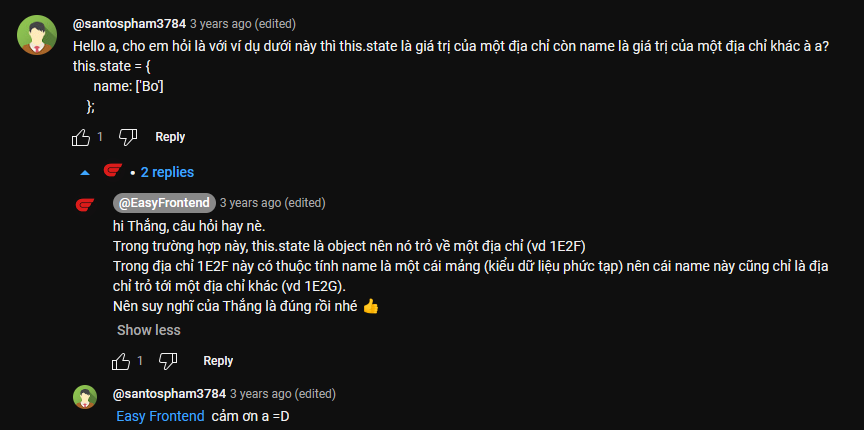 @santospham3784 3 years ago (edited)
Hello a, cho em hỏi là với ví dụ dưới này thì this.state là giá trị của một địa chỉ còn name là giá trị của một địa chỉ khác à a?
this.state = {
name: ['Bo']
};
1 Reply
• 2 replies
@EasyFrontend 3 years ago (edited)
hi Thắng, câu hỏi hay nè.
Trong trường hợp này, this.state là object nên nó trỏ về một địa chỉ (vd 1E2F)
Trong địa chỉ 1E2F này có thuộc tính name là một cái mảng (kiểu dữ liệu phức tạp) nên cái name này cũng chỉ là địa
chỉ trỏ tới một địa chỉ khác (vd 1E2G).
Nên suy nghĩ của Thắng là đúng rồi nhé 👍
Show less
1 Reply
@santospham3784 3 years ago (edited)
Easy Frontend cảm ơn a =D